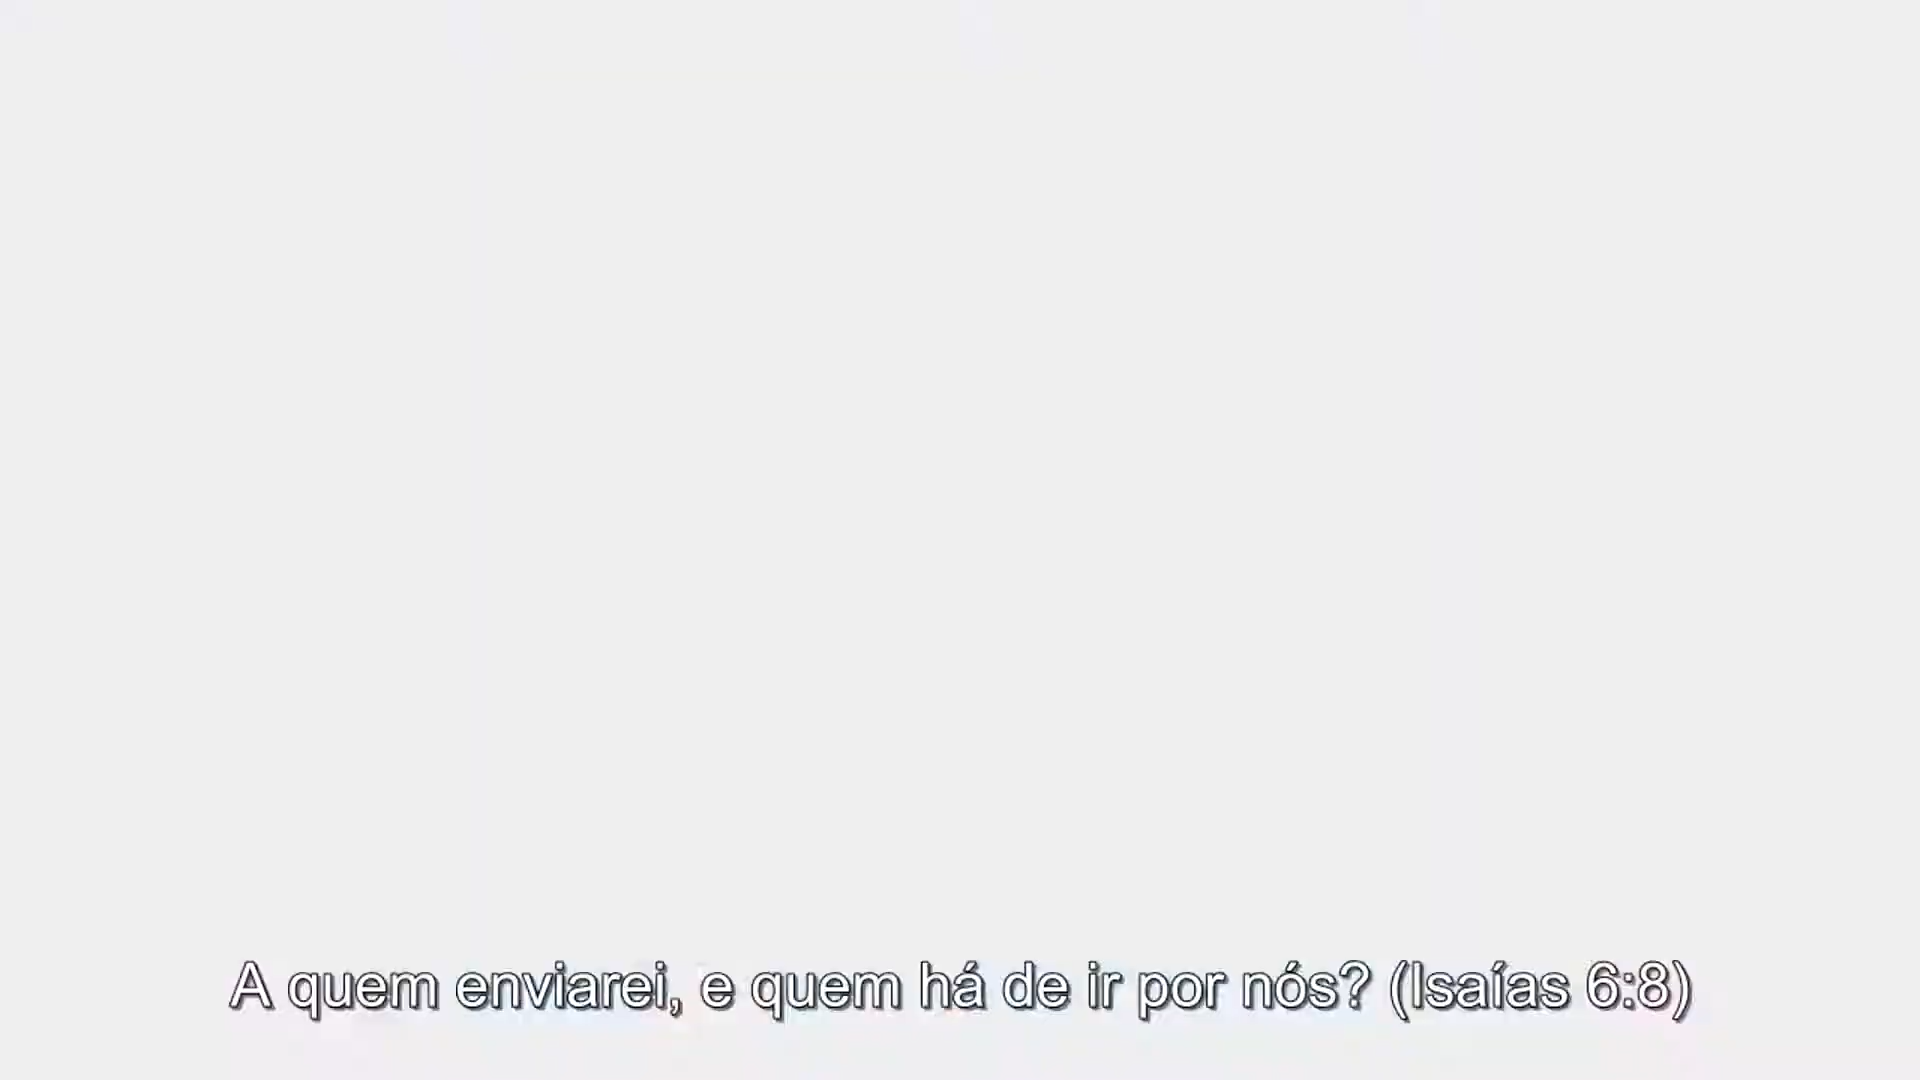 A quem enviarei, e quem há de ir por nós? (Isaías 6:8)